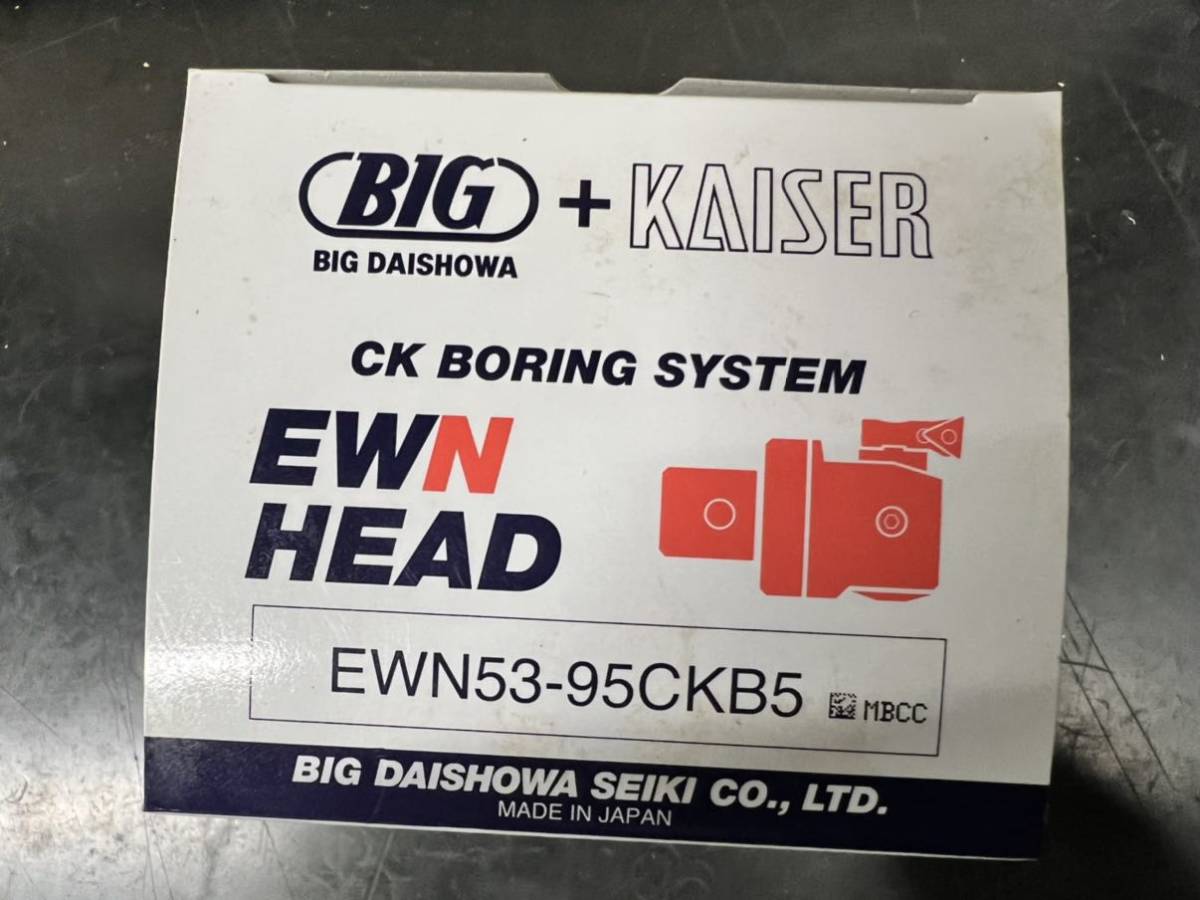 BIG + KAISER
BIG DAISHOWA
CK BORING SYSTEM
EWN
HEAD
EWN53-95CKB5 MBCC
BIG DAISHOWA SEIKI CO., LTD.
MADE IN JAPAN